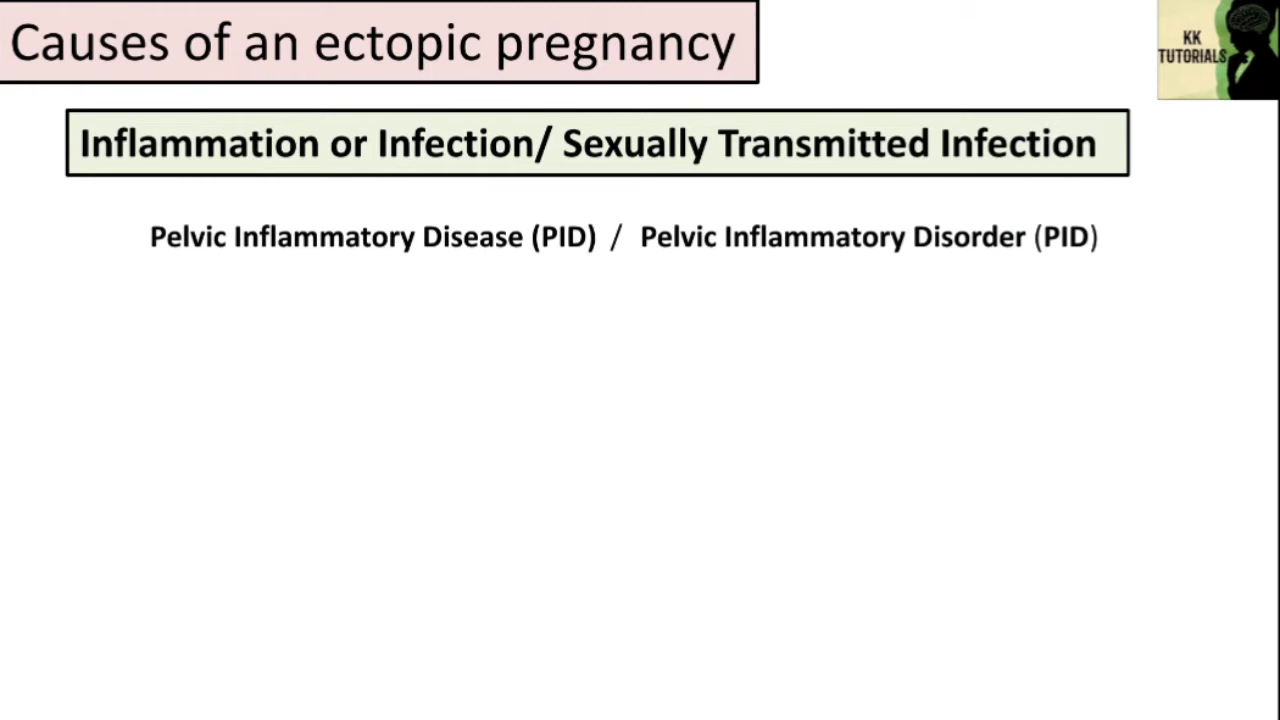 Causes of an ectopic pregnancy
KK
TUTORIALS
Inflammation or Infection/ Sexually Transmitted Infection
Pelvic Inflammatory Disease (PID) / Pelvic Inflammatory Disorder (PID)